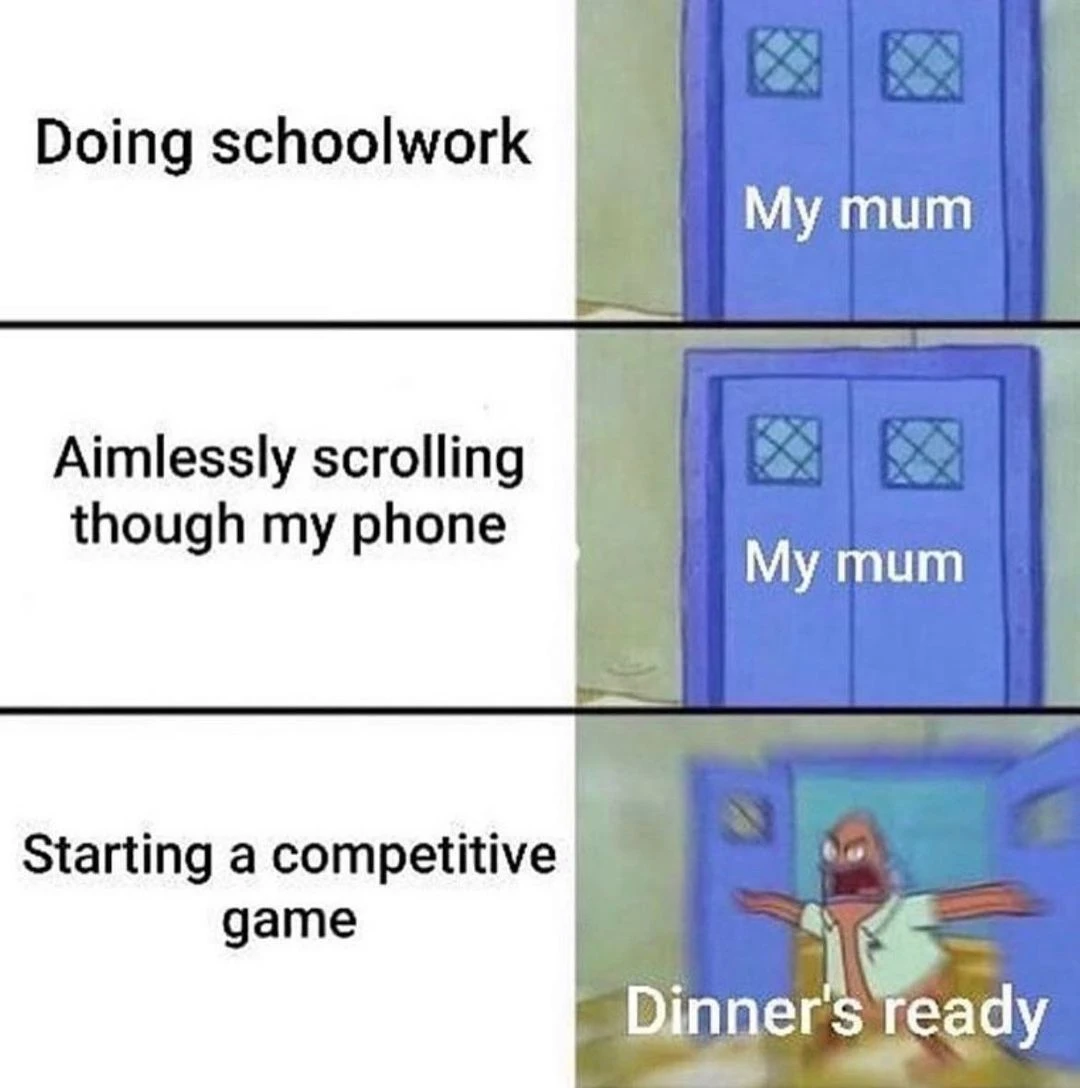 Doing schoolwork
My mum
Aimlessly scrolling
though my phone
My mum
Starting a competitive
game
Dinner's ready